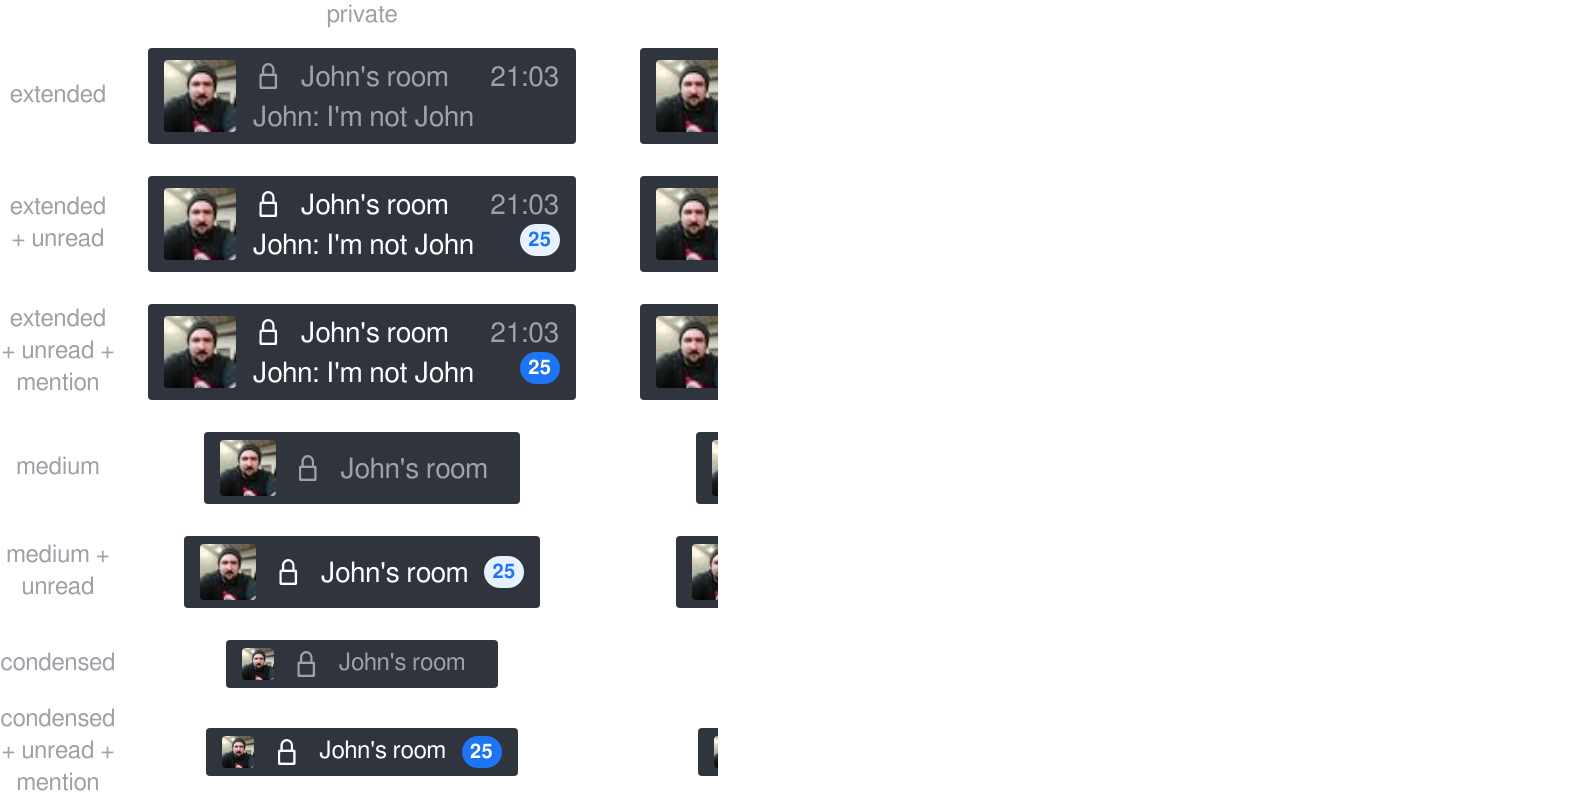 private
extended
John's room 21:03
John: I'm not John
extended
+ unread
John's room 21:03
John: I'm not John 25
extended
+ unread +
mention
John's room 21:03
John: I'm not John 25
medium
John's room
medium +
unread
John's room 25
condensed
John's room
condensed
+ unread +
mention
John's room 25